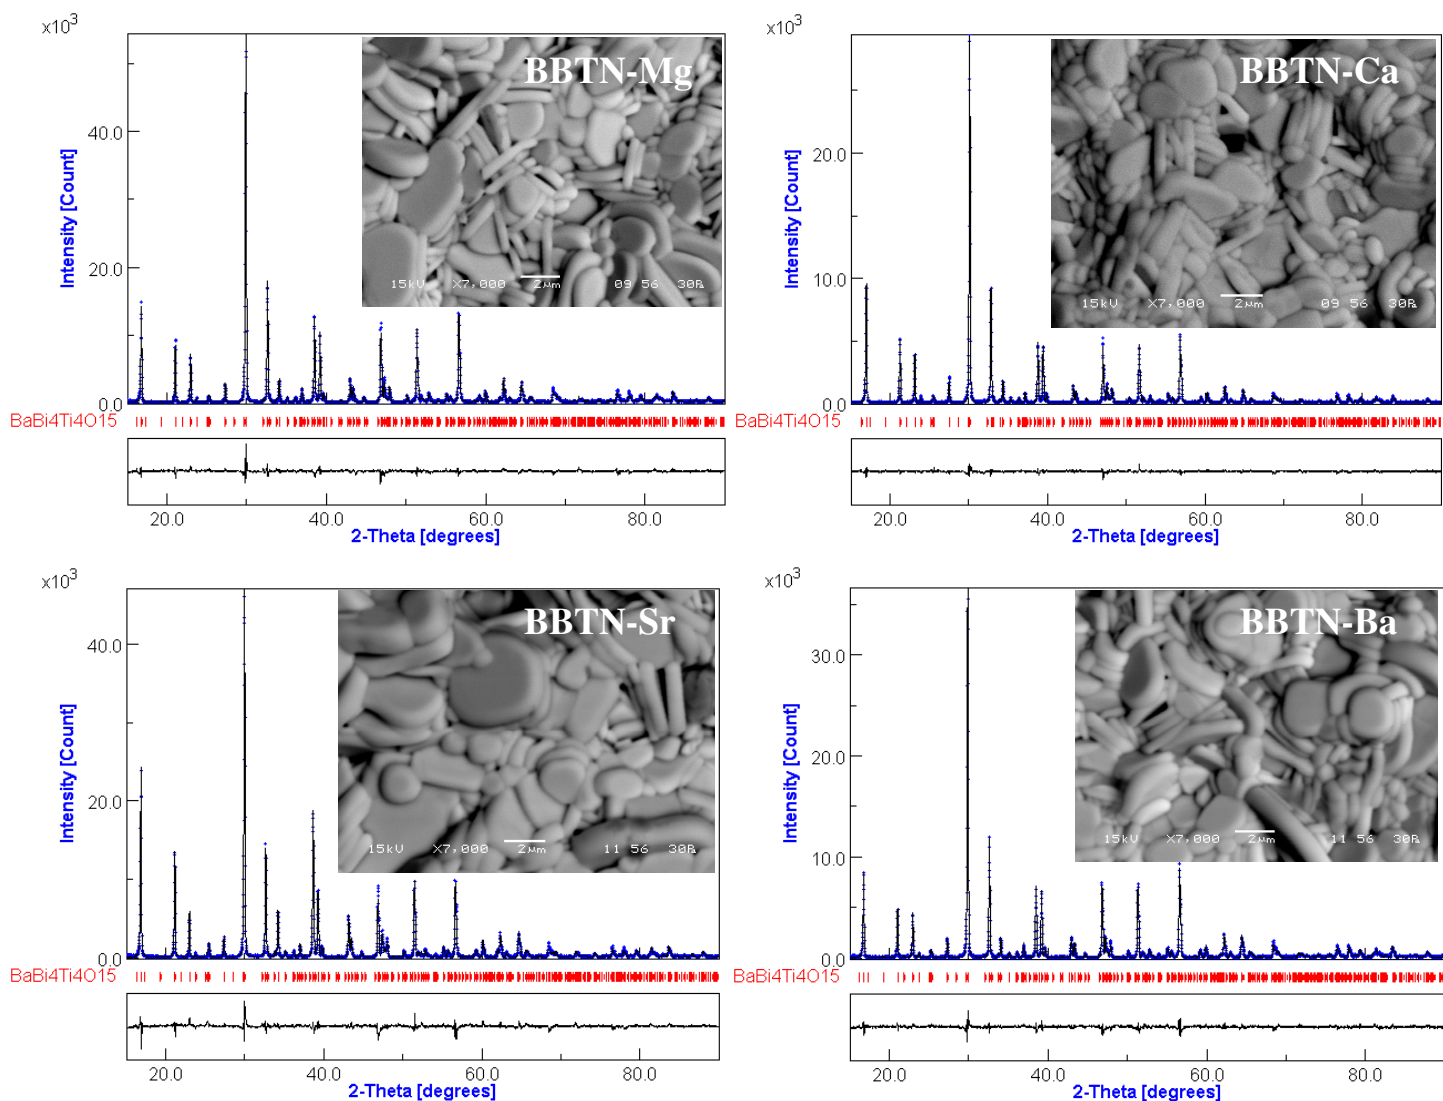 x10³
BBTN-Mg
40.0
20.0
0.0
Intensity [Count]
15kV X7,000 2µm 09 56 30Pa
BaBi4Ti4O15
20.0 40.0 60.0 80.0
2-Theta [degrees]
x10³
BBTN-Ca
20.0
10.0
0.0
Intensity [Count]
15kV X7,000 2µm 09 56 30Pa
BaBi4Ti4O15
20.0 40.0 60.0 80.0
2-Theta [degrees]
x10³
BBTN-Sr
40.0
20.0
0.0
Intensity [Count]
15kV X7,000 2µm 11 56 30Pa
BaBi4Ti4O15
20.0 40.0 60.0 80.0
2-Theta [degrees]
x10³
BBTN-Ba
30.0
20.0
10.0
0.0
Intensity [Count]
15kV X7,000 2µm 11 56 30Pa
BaBi4Ti4O15
20.0 40.0 60.0 80.0
2-Theta [degrees]